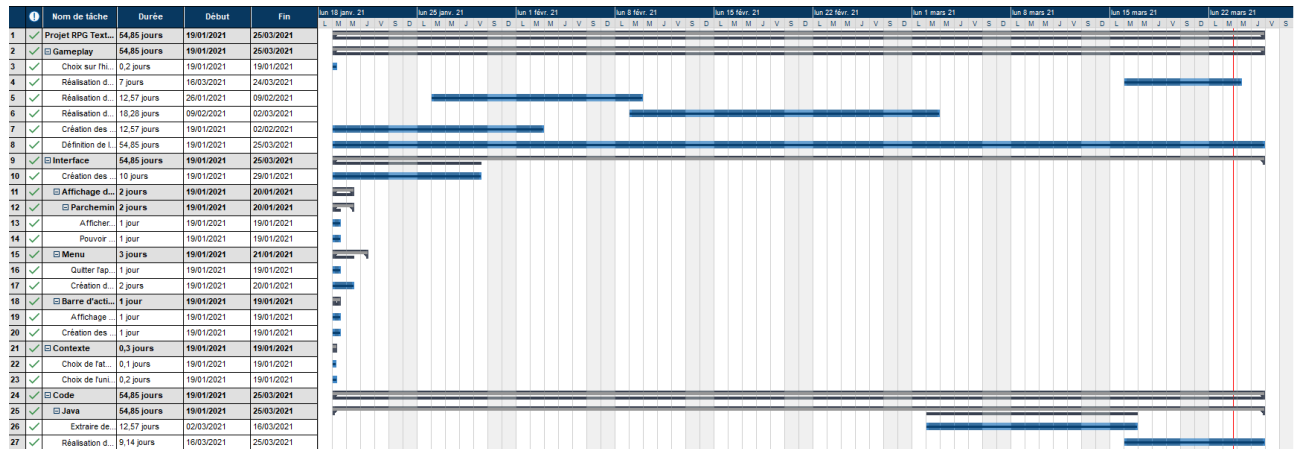 Nom de tâche Durée Début Fin lun 18 janv. 21 lun 25 janv. 21 lun 1 févr. 21 lun 8 févr. 21 lun 15 févr. 21 lun 22 févr. 21 lun 1 mars 21 lun 8 mars 21 lun 15 mars 21 lun 22 mars 21
L M M J V S D L M M J V S D L M M J V S D L M M J V S D L M M J V S D L M M J V S D L M M J V S D L M M J V S D L M M J V S D L M M J V S
1 Projet RPG Text... 54,85 jours 19/01/2021 25/03/2021
2 Gameplay 54,85 jours 19/01/2021 25/03/2021
3 Choix sur l'hi... 0,2 jours 19/01/2021 19/01/2021
4 Réalisation d... 7 jours 16/03/2021 24/03/2021
5 Réalisation d... 12,57 jours 26/01/2021 09/02/2021
6 Réalisation d... 18,28 jours 09/02/2021 02/03/2021
7 Création des ... 12,57 jours 19/01/2021 02/02/2021
8 Définition de l... 54,85 jours 19/01/2021 25/03/2021
9 Interface 54,85 jours 19/01/2021 25/03/2021
10 Création des ... 10 jours 19/01/2021 29/01/2021
11 Affichage d... 2 jours 19/01/2021 20/01/2021
12 Parchemin 2 jours 19/01/2021 20/01/2021
13 Afficher... 1 jour 19/01/2021 19/01/2021
14 Pouvoir ... 1 jour 19/01/2021 19/01/2021
15 Menu 3 jours 19/01/2021 21/01/2021
16 Quitter l'ap... 1 jour 19/01/2021 19/01/2021
17 Création d... 2 jours 19/01/2021 20/01/2021
18 Barre d'acti... 1 jour 19/01/2021 19/01/2021
19 Affichage ... 1 jour 19/01/2021 19/01/2021
20 Création des ... 1 jour 19/01/2021 19/01/2021
21 Contexte 0,3 jours 19/01/2021 19/01/2021
22 Choix de l'at... 0,1 jours 19/01/2021 19/01/2021
23 Choix de l'uni... 0,2 jours 19/01/2021 19/01/2021
24 Code 54,85 jours 19/01/2021 25/03/2021
25 Java 54,85 jours 19/01/2021 25/03/2021
26 Extraire de... 12,57 jours 02/03/2021 16/03/2021
27 Réalisation d... 9,14 jours 16/03/2021 25/03/2021